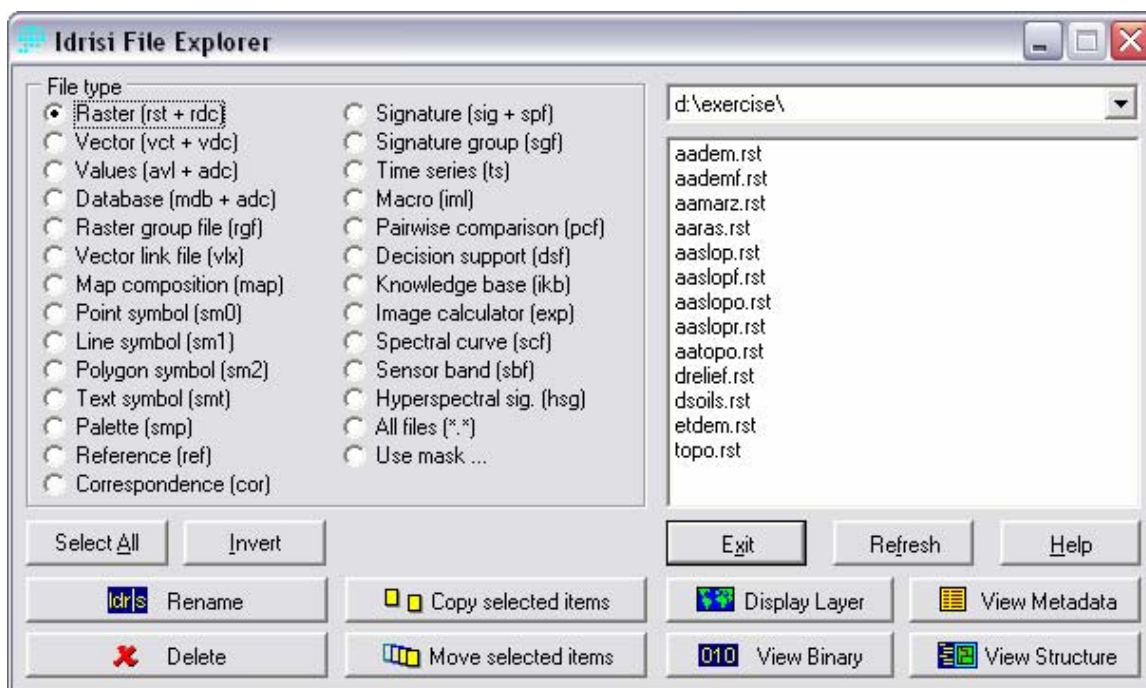 Idrisi File Explorer
File type
Raster (rst + rdc)
Vector (vct + vdc)
Values (avl + adc)
Database (mdb + adc)
Raster group file (rgf)
Vector link file (vlx)
Map composition (map)
Point symbol (sm0)
Line symbol (sm1)
Polygon symbol (sm2)
Text symbol (smt)
Palette (smp)
Reference (ref)
Correspondence (cor)
Signature (sig + spf)
Signature group (sgf)
Time series (ts)
Macro (iml)
Pairwise comparison (pcf)
Decision support (dsf)
Knowledge base (ikb)
Image calculator (exp)
Spectral curve (scf)
Sensor band (sbf)
Hyperspectral sig. (hsg)
All files (*.*)
Use mask ...
d:\exercise\
aadem.rst
aademf.rst
aamarz.rst
aaras.rst
aaslop.rst
aaslopf.rst
aaslopo.rst
aaslopr.rst
aatopo.rst
drelief.rst
dsoils.rst
etdem.rst
topo.rst
Select All
Invert
Exit
Refresh
Help
Idr|s Rename
Copy selected items
Display Layer
View Metadata
Delete
Move selected items
010 View Binary
View Structure